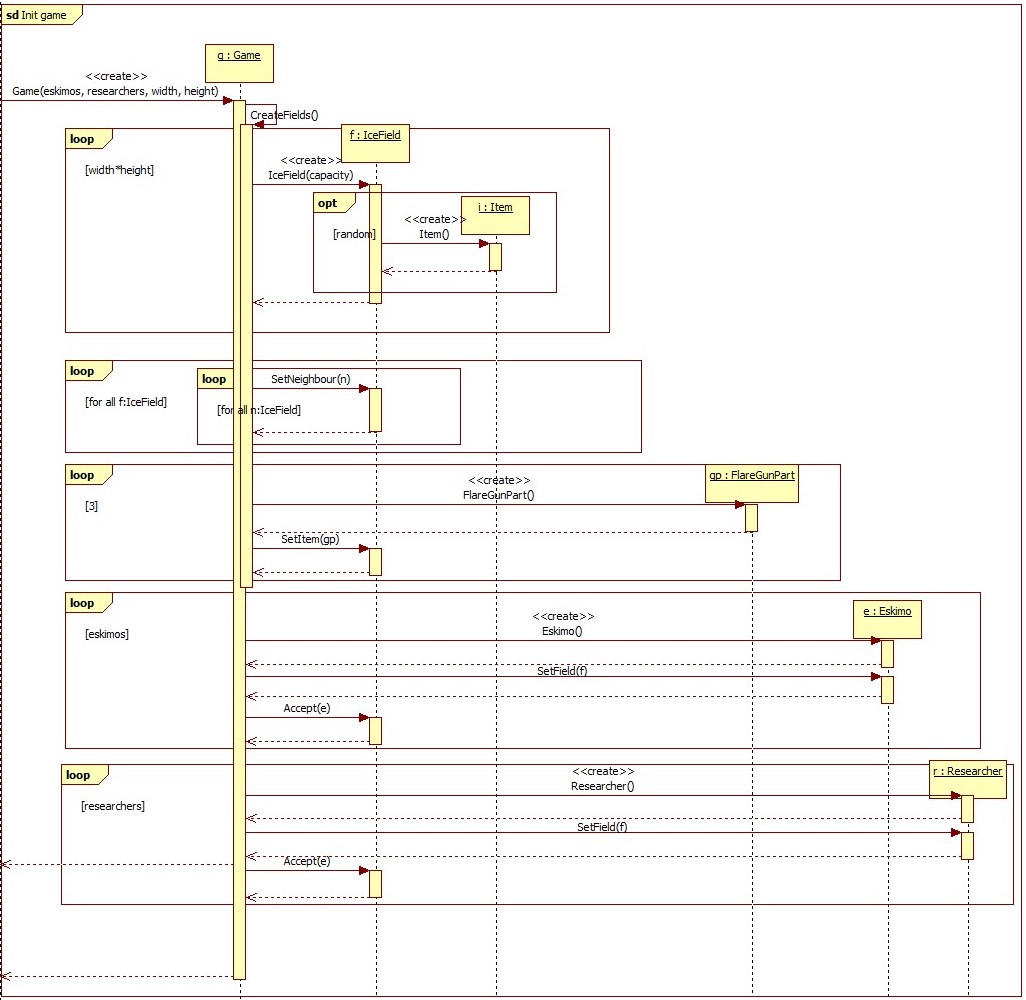 sd Init game
g : Game
<<create>>
Game(eskimos, researchers, width, height)
CreateFields()
loop
[width*height]
f : IceField
<<create>>
IceField(capacity)
opt
[random]
i : Item
<<create>>
Item()
loop
[for all f:IceField]
loop
[for all n:IceField]
SetNeighbour(n)
loop
[3]
gp : FlareGunPart
<<create>>
FlareGunPart()
SetItem(gp)
loop
[eskimos]
e : Eskimo
<<create>>
Eskimo()
SetField(f)
Accept(e)
loop
[researchers]
r : Researcher
<<create>>
Researcher()
SetField(f)
Accept(e)